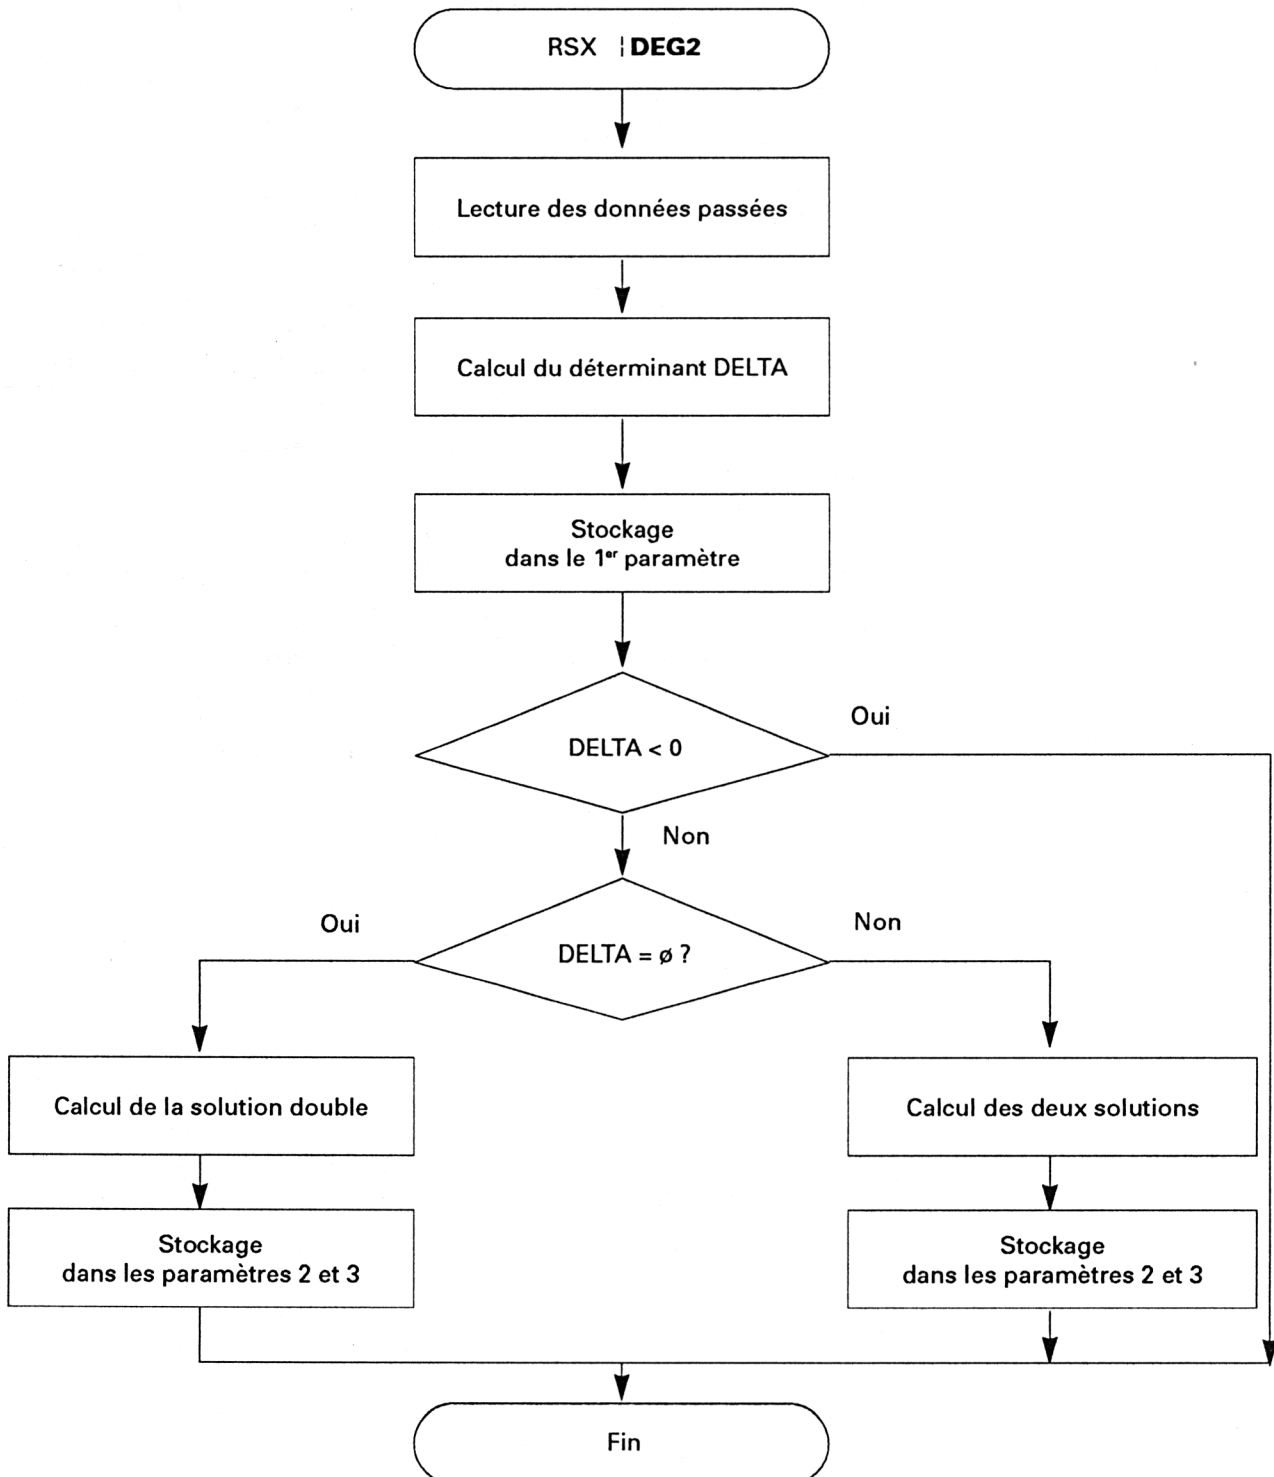 RSX ¦DEG2
Lecture des données passées
Calcul du déterminant DELTA
Stockage
dans le 1er paramètre
DELTA < 0
Oui
Non
DELTA = ø ?
Oui
Non
Calcul de la solution double
Calcul des deux solutions
Stockage
dans les paramètres 2 et 3
Stockage
dans les paramètres 2 et 3
Fin